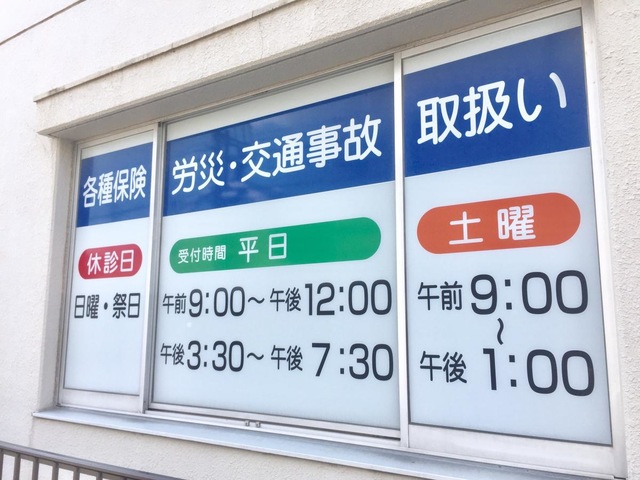 各種保険 労災・交通事故 取扱い
休診日
日曜・祭日
受付時間 平日
午前9:00～午後12:00
午後3:30～午後7:30
土曜
午前9:00
～
午後1:00